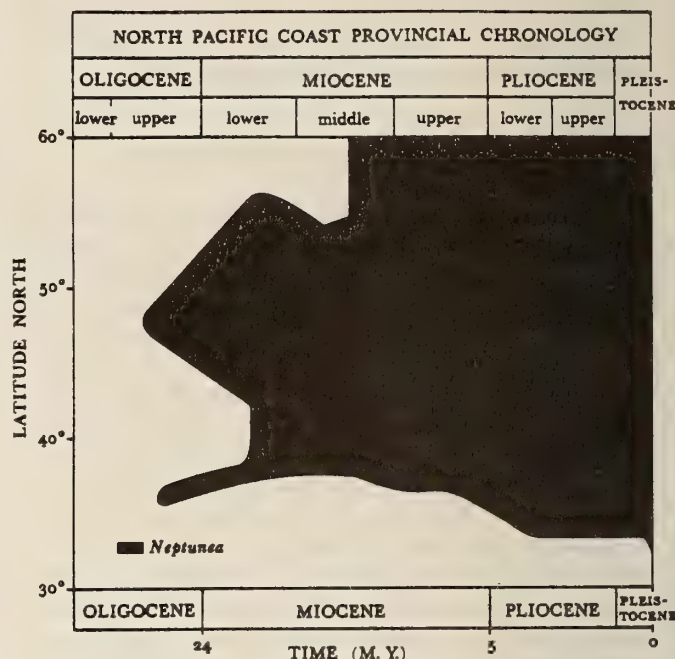 NORTH PACIFIC COAST PROVINCIAL CHRONOLOGY
OLIGOCENE MIOCENE PLIOCENE PLEIS-
TOCENE
lower upper lower middle upper lower upper
60°
50°
40°
30°
LATITUDE NORTH
Neptunea
OLIGOCENE MIOCENE PLIOCENE PLEIS-
TOCENE
24 5 0
TIME (M. Y.)